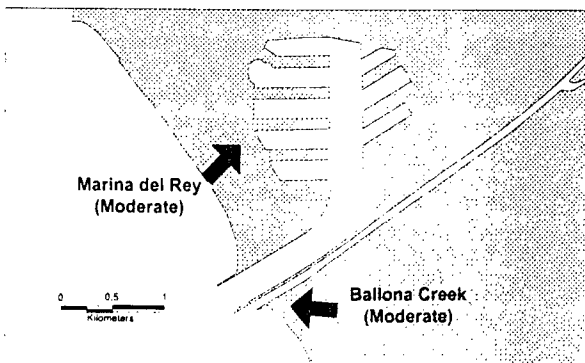 Marina del Rey
(Moderate)
Ballona Creek
(Moderate)
0 0.5 1
Kilometers